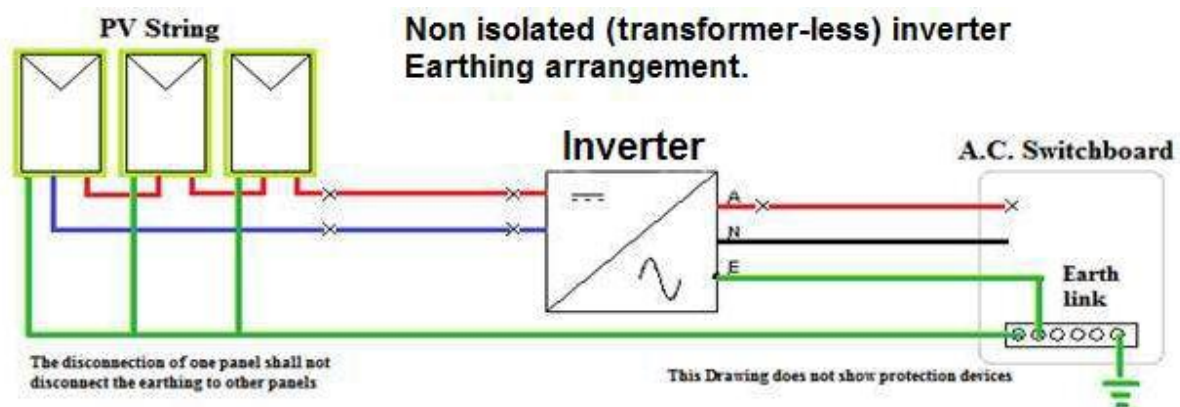 PV String
Non isolated (transformer-less) inverter
Earthing arrangement.
Inverter
A.C. Switchboard
A
N
E
Earth
link
The disconnection of one panel shall not
disconnect the earthing to other panels
This Drawing does not show protection devices